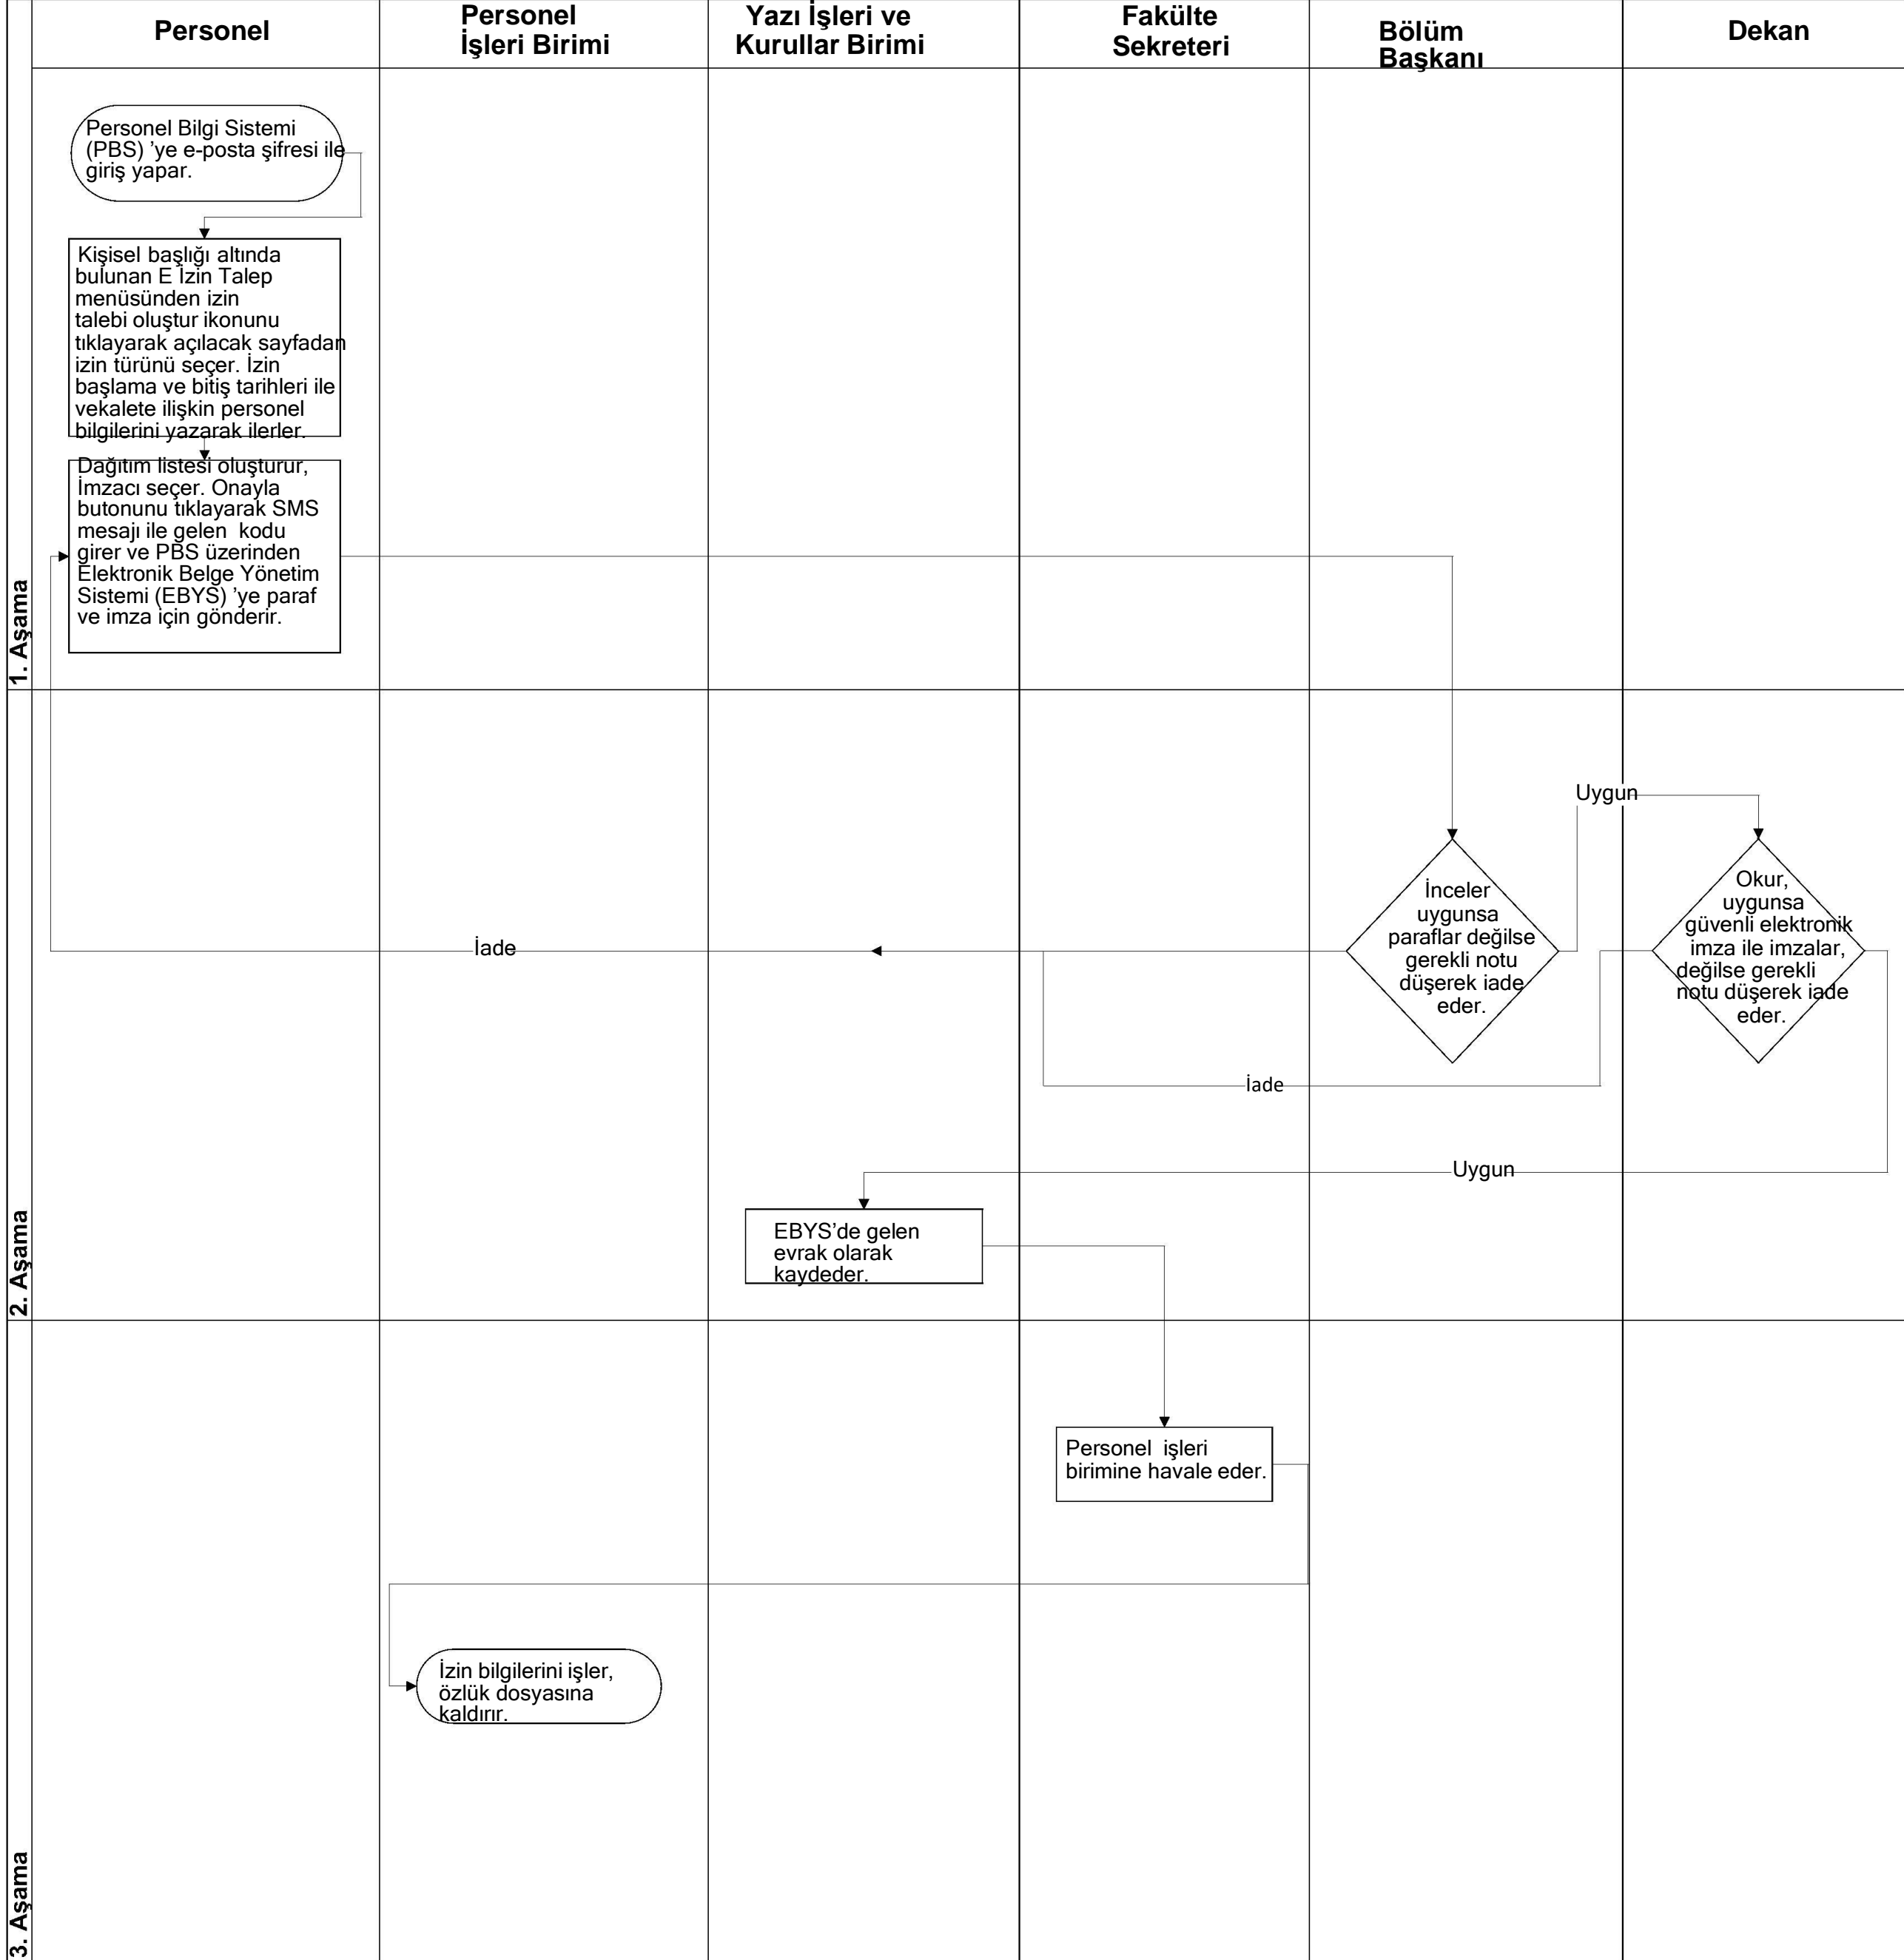 Personel
Personel
İşleri Birimi
Yazı İşleri ve
Kurullar Birimi
Fakülte
Sekreteri
Bölüm
Başkanı
Dekan
1. Aşama
Personel Bilgi Sistemi
(PBS) ’ye e-posta şifresi ile
giriş yapar.
Kişisel başlığı altında
bulunan E İzin Talep
menüsünden izin
talebi oluştur ikonunu
tıklayarak açılacak sayfadan
izin türünü seçer. İzin
başlama ve bitiş tarihleri ile
vekalete ilişkin personel
bilgilerini yazarak ilerler.
Dağıtım listesi oluşturur,
İmzacı seçer. Onayla
butonunu tıklayarak SMS
mesajı ile gelen kodu
girer ve PBS üzerinden
Elektronik Belge Yönetim
Sistemi (EBYS) ’ye paraf
ve imza için gönderir.
2. Aşama
Uygun
İnceler
uygunsa
paraflar değilse
gerekli notu
düşerek iade
eder.
Okur,
uygunsa
güvenli elektronik
imza ile imzalar,
değilse gerekli
notu düşerek iade
eder.
İade
İade
Uygun
EBYS’de gelen
evrak olarak
kaydeder.
3. Aşama
Personel işleri
birimine havale eder.
İzin bilgilerini işler,
özlük dosyasına
kaldırır.